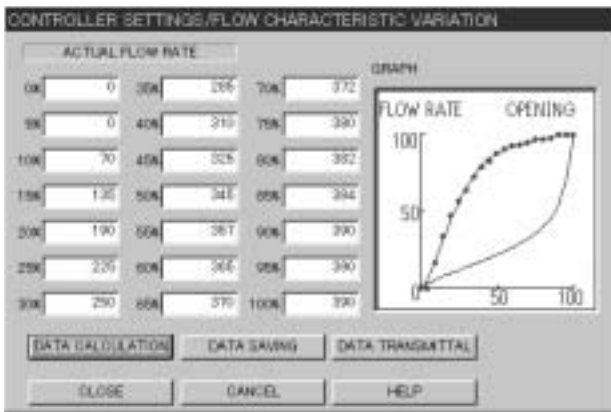 CONTROLLER SETTINGS/FLOW CHARACTERISTIC VARIATION
ACTUAL FLOW RATE
GRAPH
0% 0 35% 285 70% 372
5% 0 40% 310 75% 380
10% 70 45% 325 80% 382
15% 135 50% 345 85% 384
20% 190 55% 357 90% 390
25% 225 60% 365 95% 390
30% 250 65% 370 100% 390
FLOW RATE OPENING
100
50
0 50 100
DATA CALCULATION DATA SAVING DATA TRANSMITTAL
CLOSE CANCEL HELP